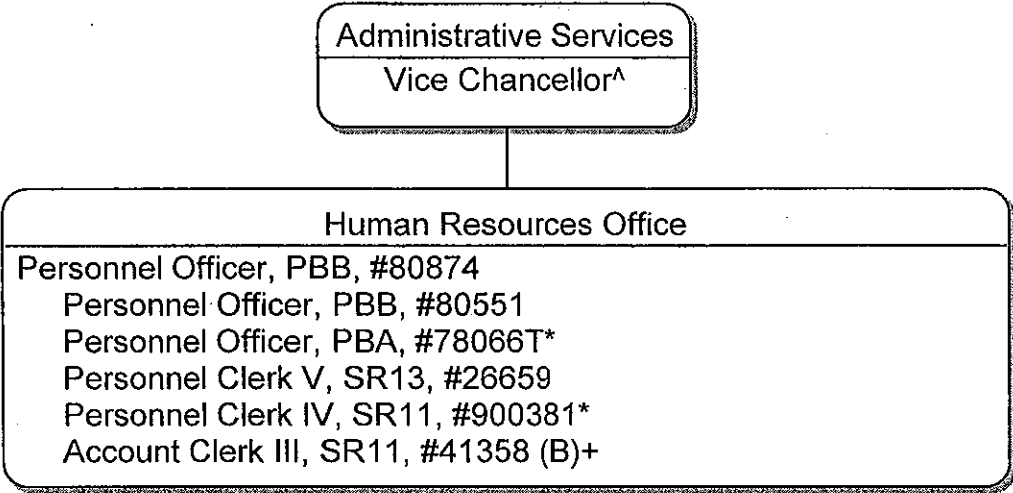 Administrative Services
Vice Chancellor^
Human Resources Office
Personnel Officer, PBB, #80874
Personnel Officer, PBB, #80551
Personnel Officer, PBA, #78066T*
Personnel Clerk V, SR13, #26659
Personnel Clerk IV, SR11, #900381*
Account Clerk III, SR11, #41358 (B)+